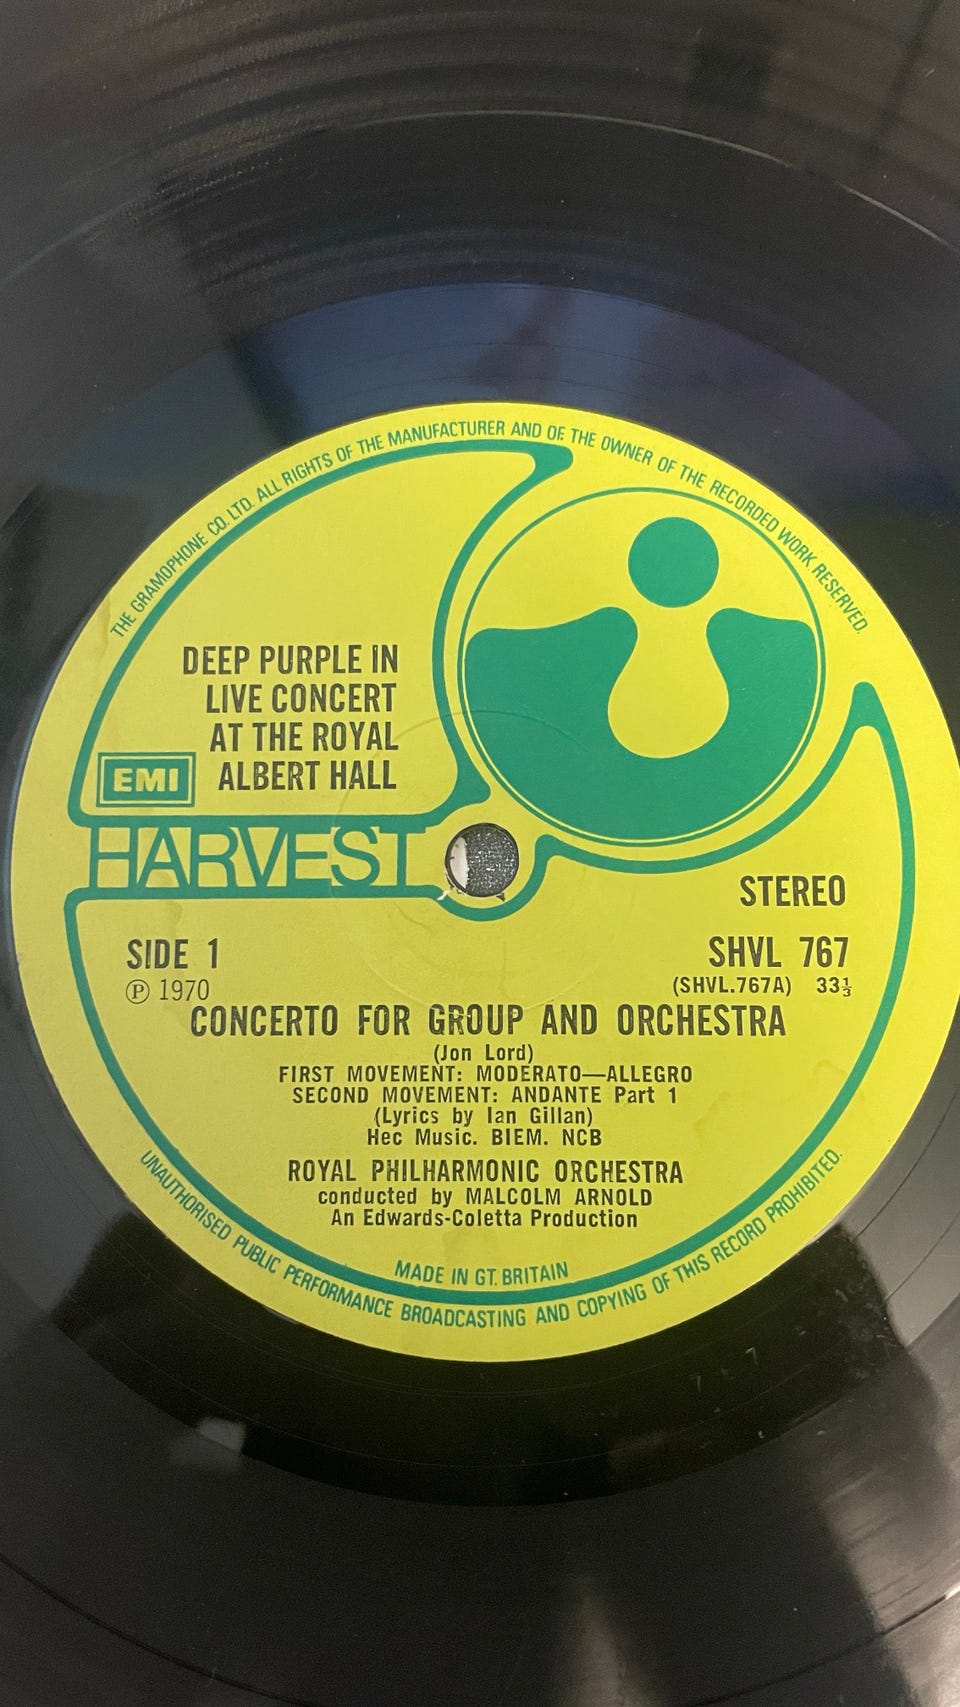 THE GRAMOPHONE CO. LTD. ALL RIGHTS OF THE MANUFACTURER AND OF THE OWNER OF THE RECORDED WORK RESERVED.
DEEP PURPLE IN
LIVE CONCERT
AT THE ROYAL
ALBERT HALL
EMI
HARVEST
STEREO
SIDE 1
SHVL 767
℗ 1970
(SHVL.767A) 33⅓
CONCERTO FOR GROUP AND ORCHESTRA
(Jon Lord)
FIRST MOVEMENT: MODERATO—ALLEGRO
SECOND MOVEMENT: ANDANTE Part 1
(Lyrics by Ian Gillan)
Hec Music. BIEM. NCB
ROYAL PHILHARMONIC ORCHESTRA
conducted by MALCOLM ARNOLD
An Edwards-Coletta Production
MADE IN GT. BRITAIN
UNAUTHORISED PUBLIC PERFORMANCE BROADCASTING AND COPYING OF THIS RECORD PROHIBITED.